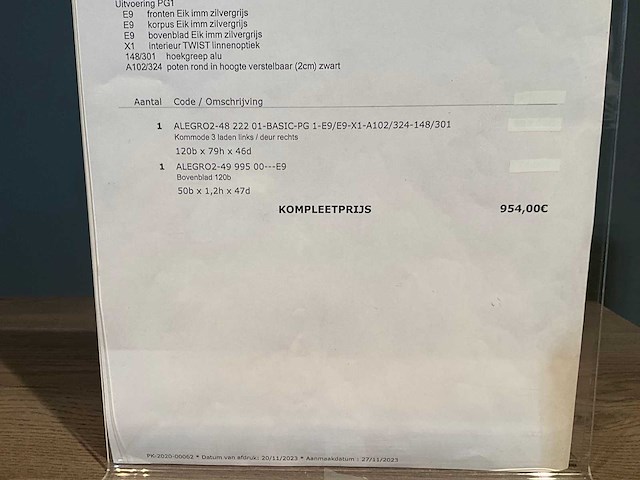 Uitvoering PG1
E9 fronten Eik imm zilvergrijs
E9 korpus Eik imm zilvergrijs
E9 bovenblad Eik imm zilvergrijs
X1 Interieur TWIST linnenoptiek
148/301 hoekgreep alu
A102/324 poten rond in hoogte verstelbaar (2cm) zwart
Aantal Code / Omschrijving
1 ALEGRO2-48 222 01-BASIC-PG 1-E9/E9-X1-A102/324-148/301
Kommode 3 laden links / deur rechts
120b x 79h x 46d
1 ALEGRO2-49 995 00---E9
Bovenblad 120b
50b x 1,2h x 47d
KOMPLEETPRIJS 954,00€
PK-2020-00062 * Datum van afdruk: 20/11/2023 * Aanmaakdatum : 27/11/2023